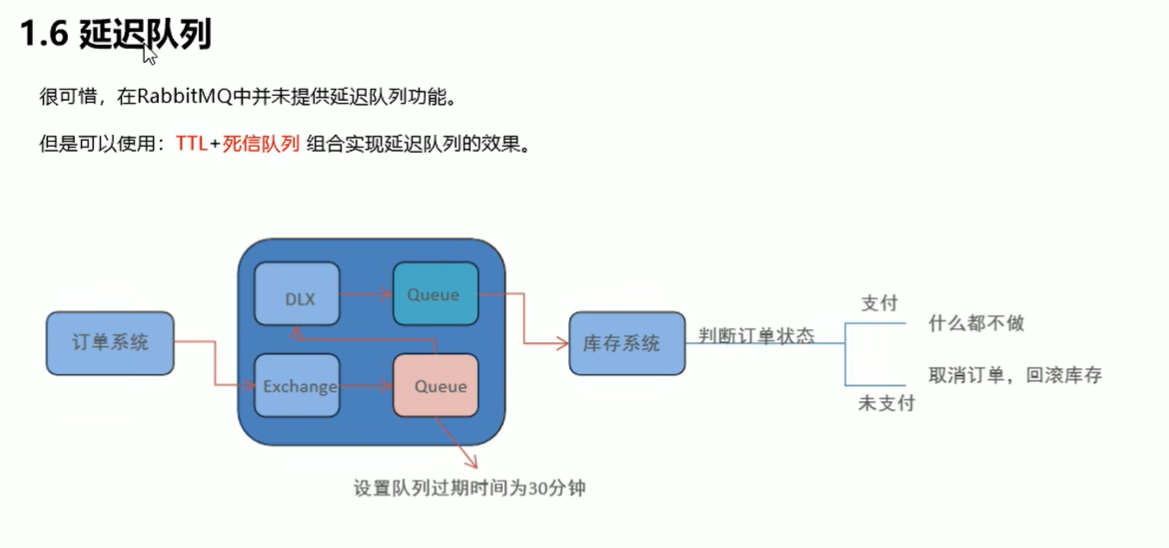 1.6 延迟队列
很可惜，在RabbitMQ中并未提供延迟队列功能。
但是可以使用：TTL+死信队列 组合实现延迟队列的效果。
DLX
Queue
订单系统
Exchange
Queue
库存系统
判断订单状态
支付
什么都不做
取消订单，回滚库存
未支付
设置队列过期时间为30分钟